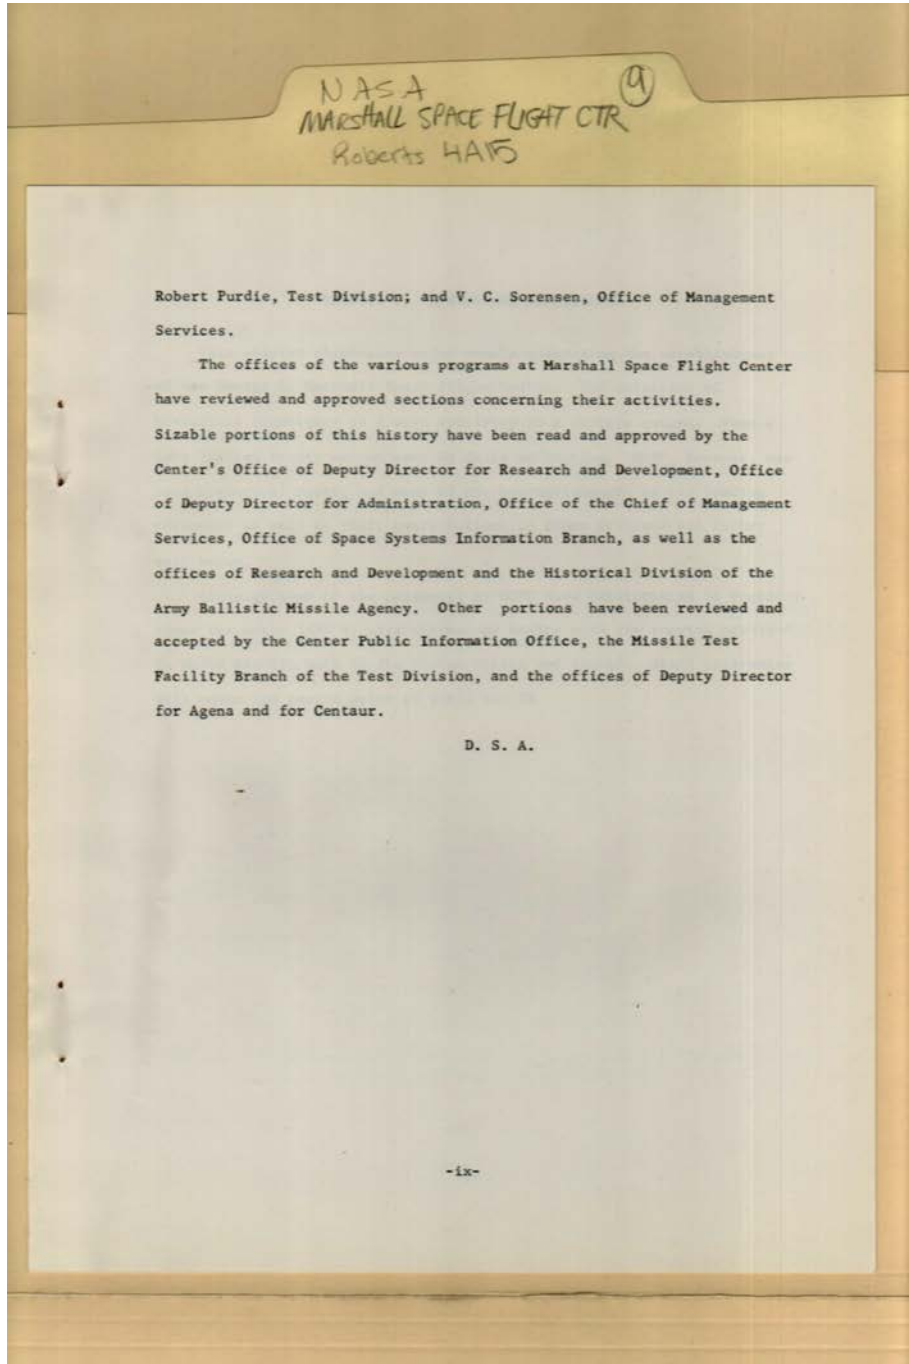 NASA
9
MARSHALL SPACE FLIGHT CTR
Roberts 4A15
Robert Purdie, Test Division; and V. C. Sorensen, Office of Management
Services.
The offices of the various programs at Marshall Space Flight Center
have reviewed and approved sections concerning their activities.
Sizable portions of this history have been read and approved by the
Center's Office of Deputy Director for Research and Development, Office
of Deputy Director for Administration, Office of the Chief of Management
Services, Office of Space Systems Information Branch, as well as the
offices of Research and Development and the Historical Division of the
Army Ballistic Missile Agency. Other portions have been reviewed and
accepted by the Center Public Information Office, the Missile Test
Facility Branch of the Test Division, and the offices of Deputy Director
for Agena and for Centaur.
D. S. A.
-ix-